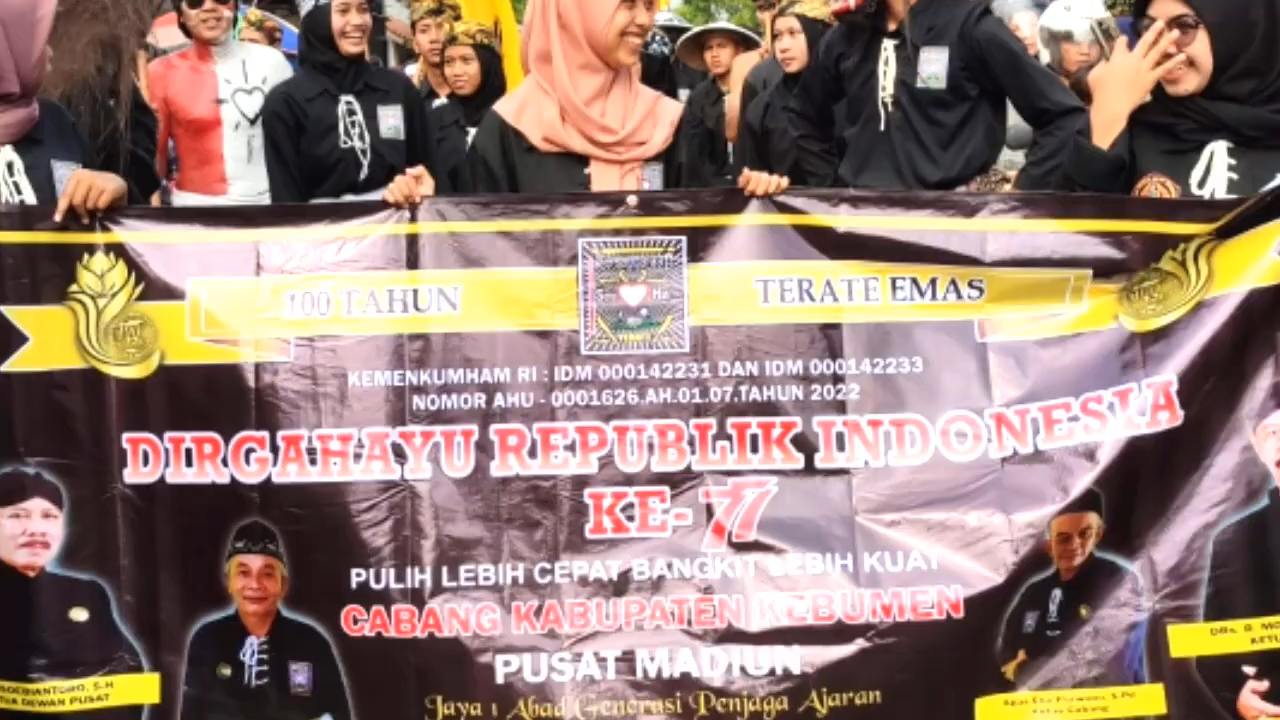 100 TAHUN
TERATE EMAS
KEMENKUMHAM RI : IDM 000142231 DAN IDM 000142233
NOMOR AHU - 0001626.AH.01.07.TAHUN 2022
DIRGAHAYU REPUBLIK INDONESIA
KE-77
PULIH LEBIH CEPAT BANGKIT LEBIH KUAT
CABANG KABUPATEN KEBUMEN
PUSAT MADIUN
Jaya 1 Abad Generasi Penjaga Ajaran
S.H
DEWAN PUSAT